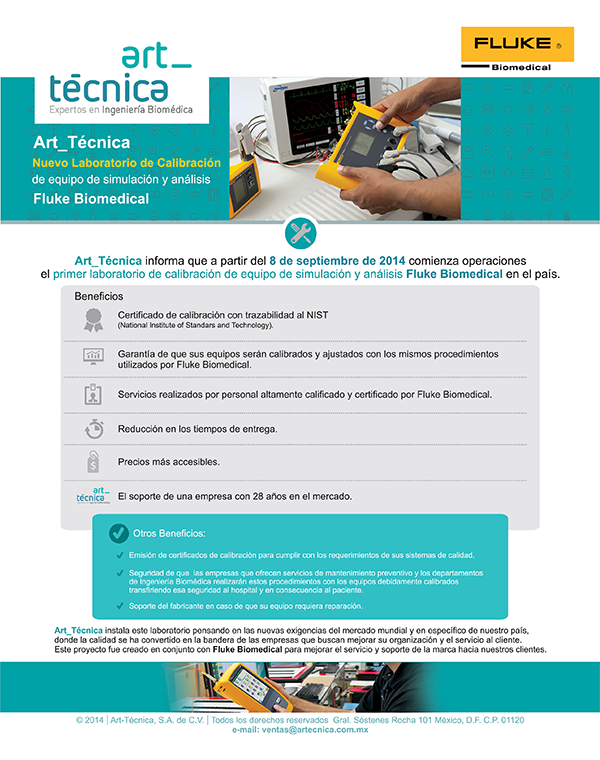 art_
técnica
Expertos en Ingeniería Biomédica
FLUKE ®
Biomedical
Art_Técnica
Nuevo Laboratorio de Calibración
de equipo de simulación y análisis
Fluke Biomedical
Art_Técnica informa que a partir del 8 de septiembre de 2014 comienza operaciones
el primer laboratorio de calibración de equipo de simulación y análisis Fluke Biomedical en el país.
Beneficios
Certificado de calibración con trazabilidad al NIST
(National Institute of Standars and Technology).
Garantía de que sus equipos serán calibrados y ajustados con los mismos procedimientos
utilizados por Fluke Biomedical.
Servicios realizados por personal altamente calificado y certificado por Fluke Biomedical.
Reducción en los tiempos de entrega.
$
Precios más accesibles.
art_
técnica
El soporte de una empresa con 28 años en el mercado.
Otros Beneficios:
Emisión de certificados de calibración para cumplir con los requerimientos de sus sistemas de calidad.
Seguridad de que las empresas que ofrecen servicios de mantenimiento preventivo y los departamentos
de Ingeniería Biomédica realizarán estos procedimientos con los equipos debidamente calibrados
transfiriendo esa seguridad al hospital y en consecuencia al paciente.
Soporte del fabricante en caso de que su equipo requiera reparación.
Art_Técnica instala este laboratorio pensando en las nuevas exigencias del mercado mundial y en específico de nuestro país,
donde la calidad se ha convertido en la bandera de las empresas que buscan mejorar su organización y el servicio al cliente.
Este proyecto fue creado en conjunto con Fluke Biomedical para mejorar el servicio y soporte de la marca hacia nuestros clientes.
© 2014 | Art-Técnica, S.A. de C.V. | Todos los derechos reservados Gral. Sóstenes Rocha 101 México, D.F. C.P. 01120
e-mail: ventas@artecnica.com.mx